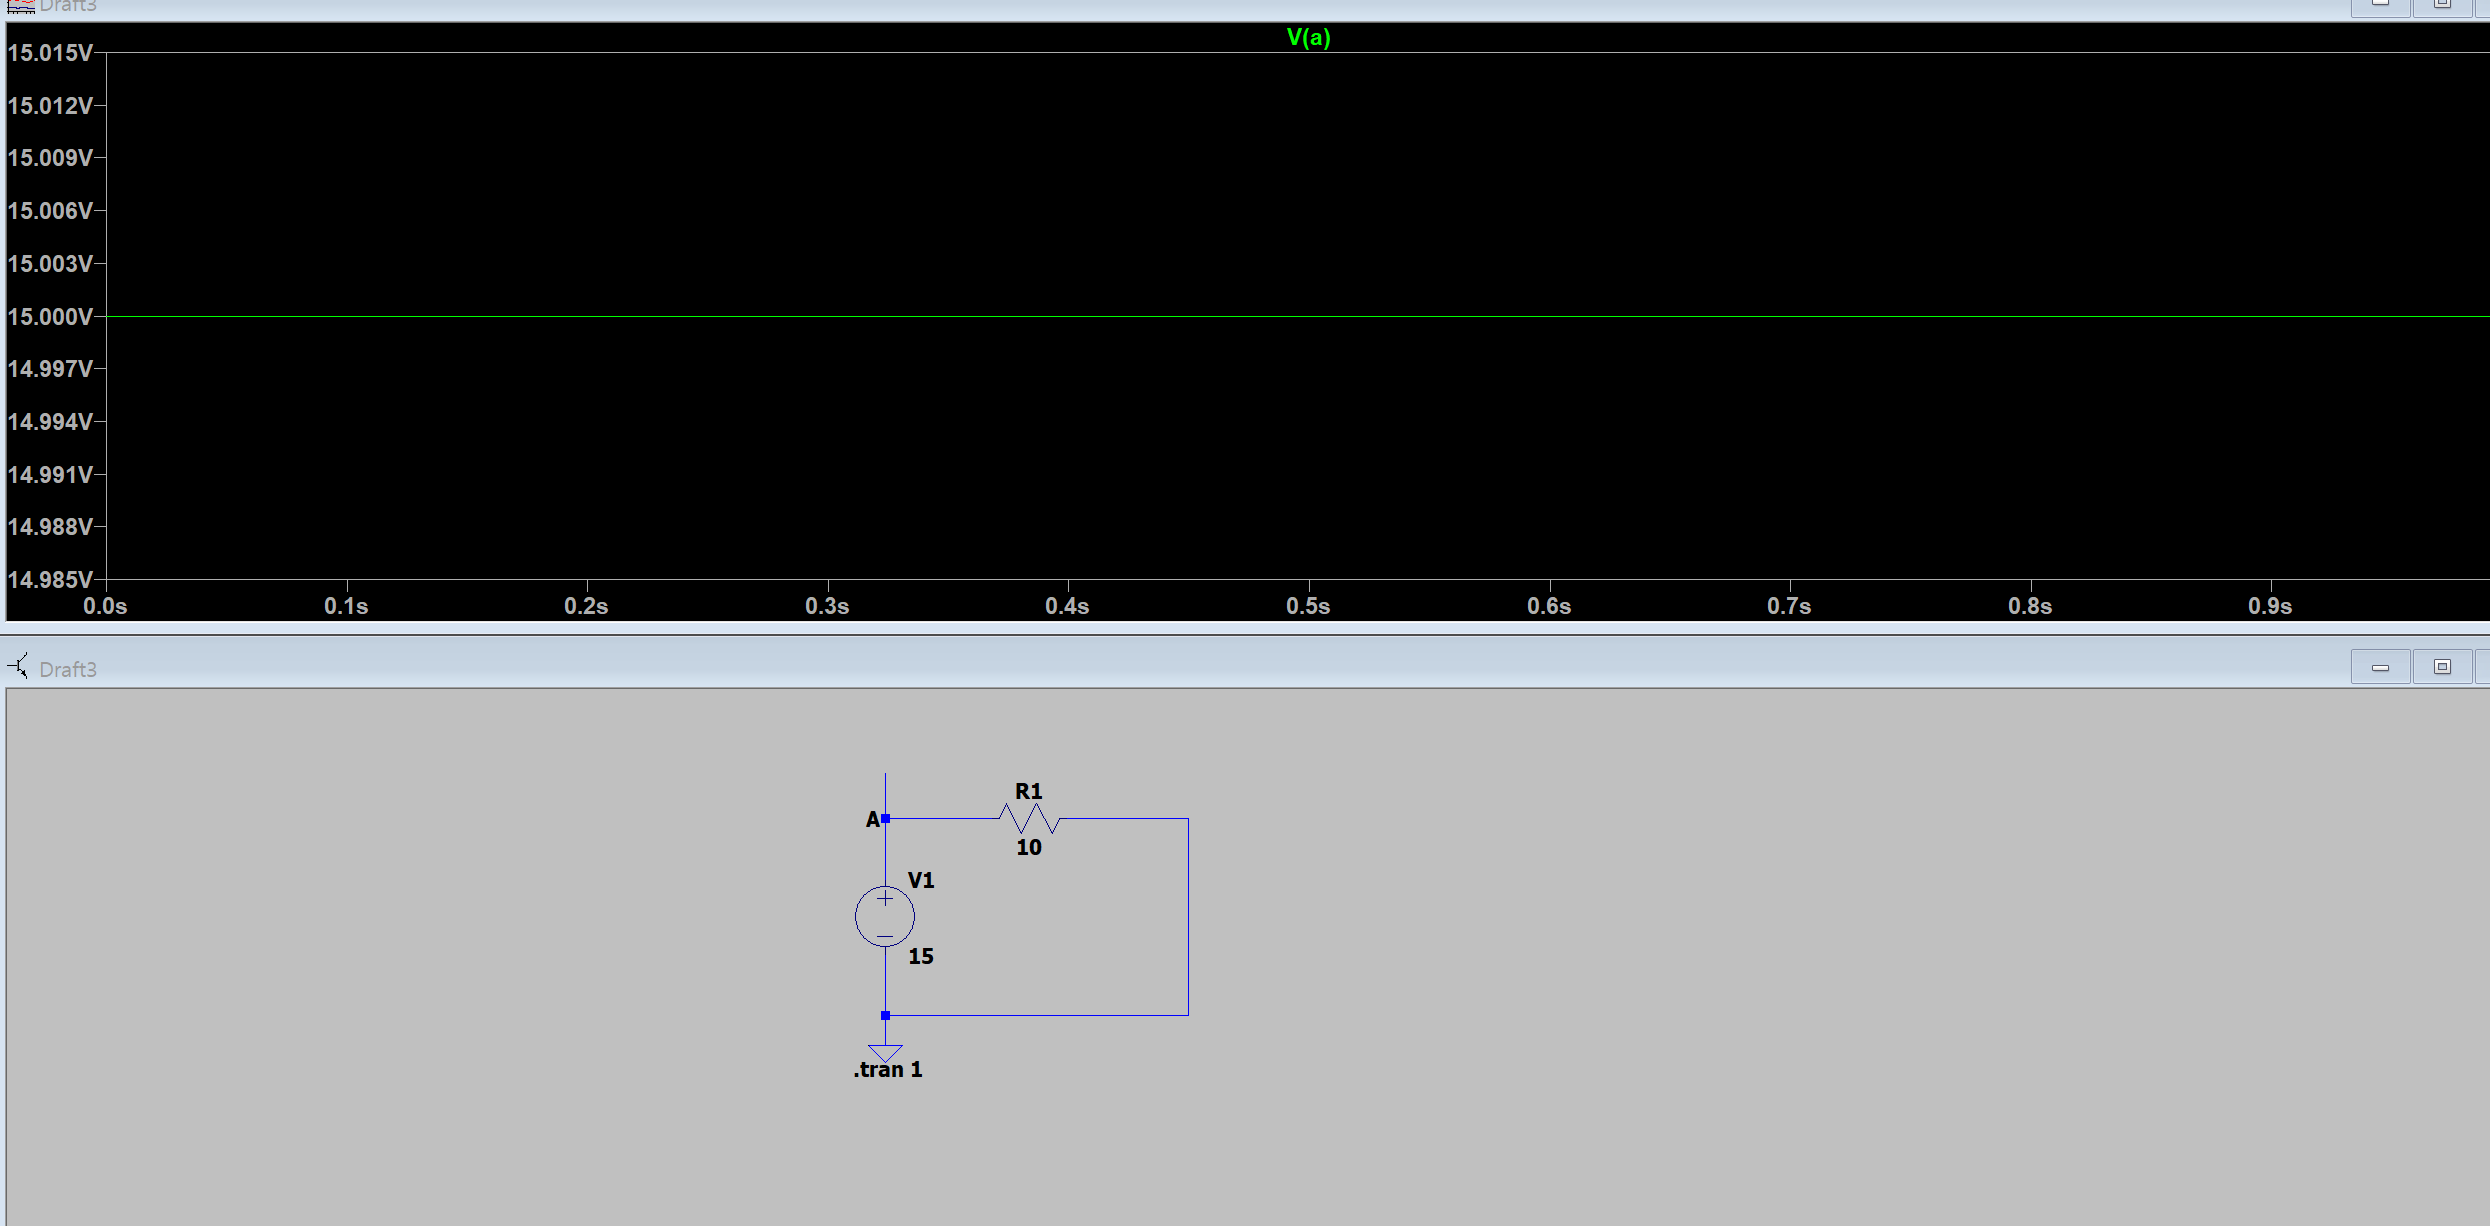 Draft3
V(a)
15.015V
15.012V
15.009V
15.006V
15.003V
15.000V
14.997V
14.994V
14.991V
14.988V
14.985V
0.0s 0.1s 0.2s 0.3s 0.4s 0.5s 0.6s 0.7s 0.8s 0.9s
Draft3
R1
A
10
V1
+
−
15
.tran 1